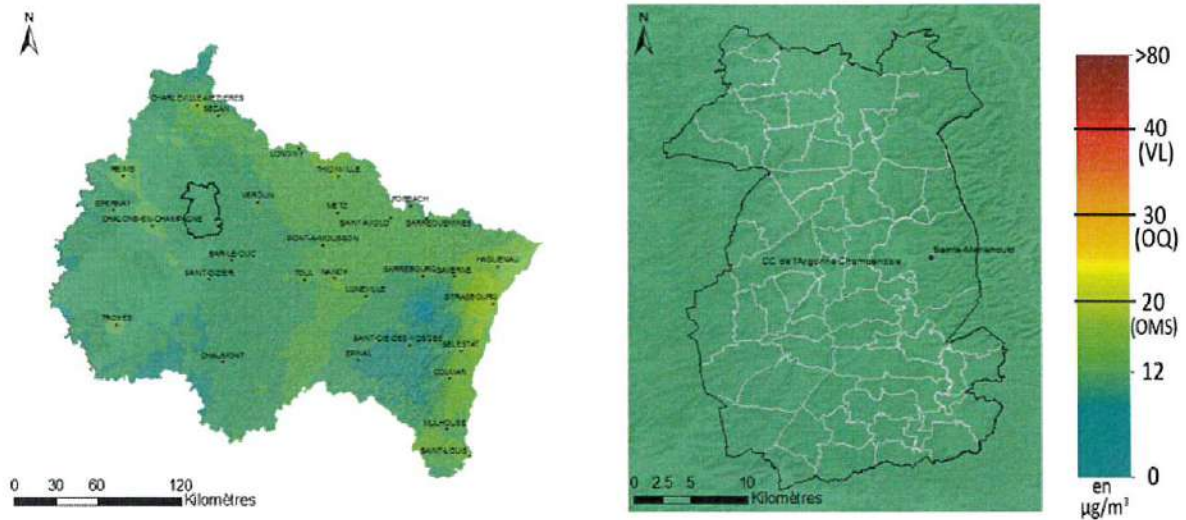 N
CHARLEVILLE-MEZIERES
SEDAN
LONGWY
REIMS
THIONVILLE
EPERNAY
VERDUN
FORBACH
METZ
CHALONS-EN-CHAMPAGNE
SAINT-AVOLD
SARREGUEMINES
PONT-A-MOUSSON
BAR-LE-DUC
HAGUENAU
SAINT-DIZIER
TOUL
NANCY
SARREBOURG
SAVERNE
LUNEVILLE
STRASBOURG
TROYES
SAINT-DIE-DES-VOSGES
SELESTAT
CHAUMONT
EPINAL
COLMAR
MULHOUSE
SAINT-LOUIS
0 30 60 120
Kilomètres
N
Sainte-Menehould
CC de l'Argonne Champenoise
0 2.5 5 10
Kilomètres
>80
40
(VL)
30
(OQ)
20
(OMS)
12
0
en
µg/m³